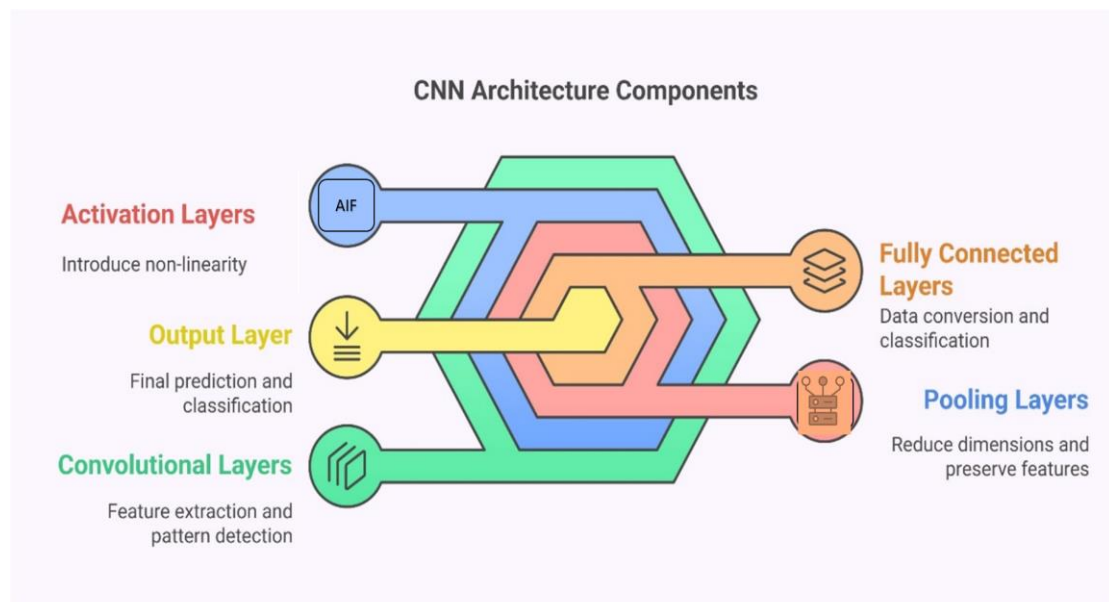 CNN Architecture Components
Activation Layers
AIF
Introduce non-linearity
Output Layer
Final prediction and
classification
Convolutional Layers
Feature extraction and
pattern detection
Fully Connected
Layers
Data conversion and
classification
Pooling Layers
Reduce dimensions and
preserve features